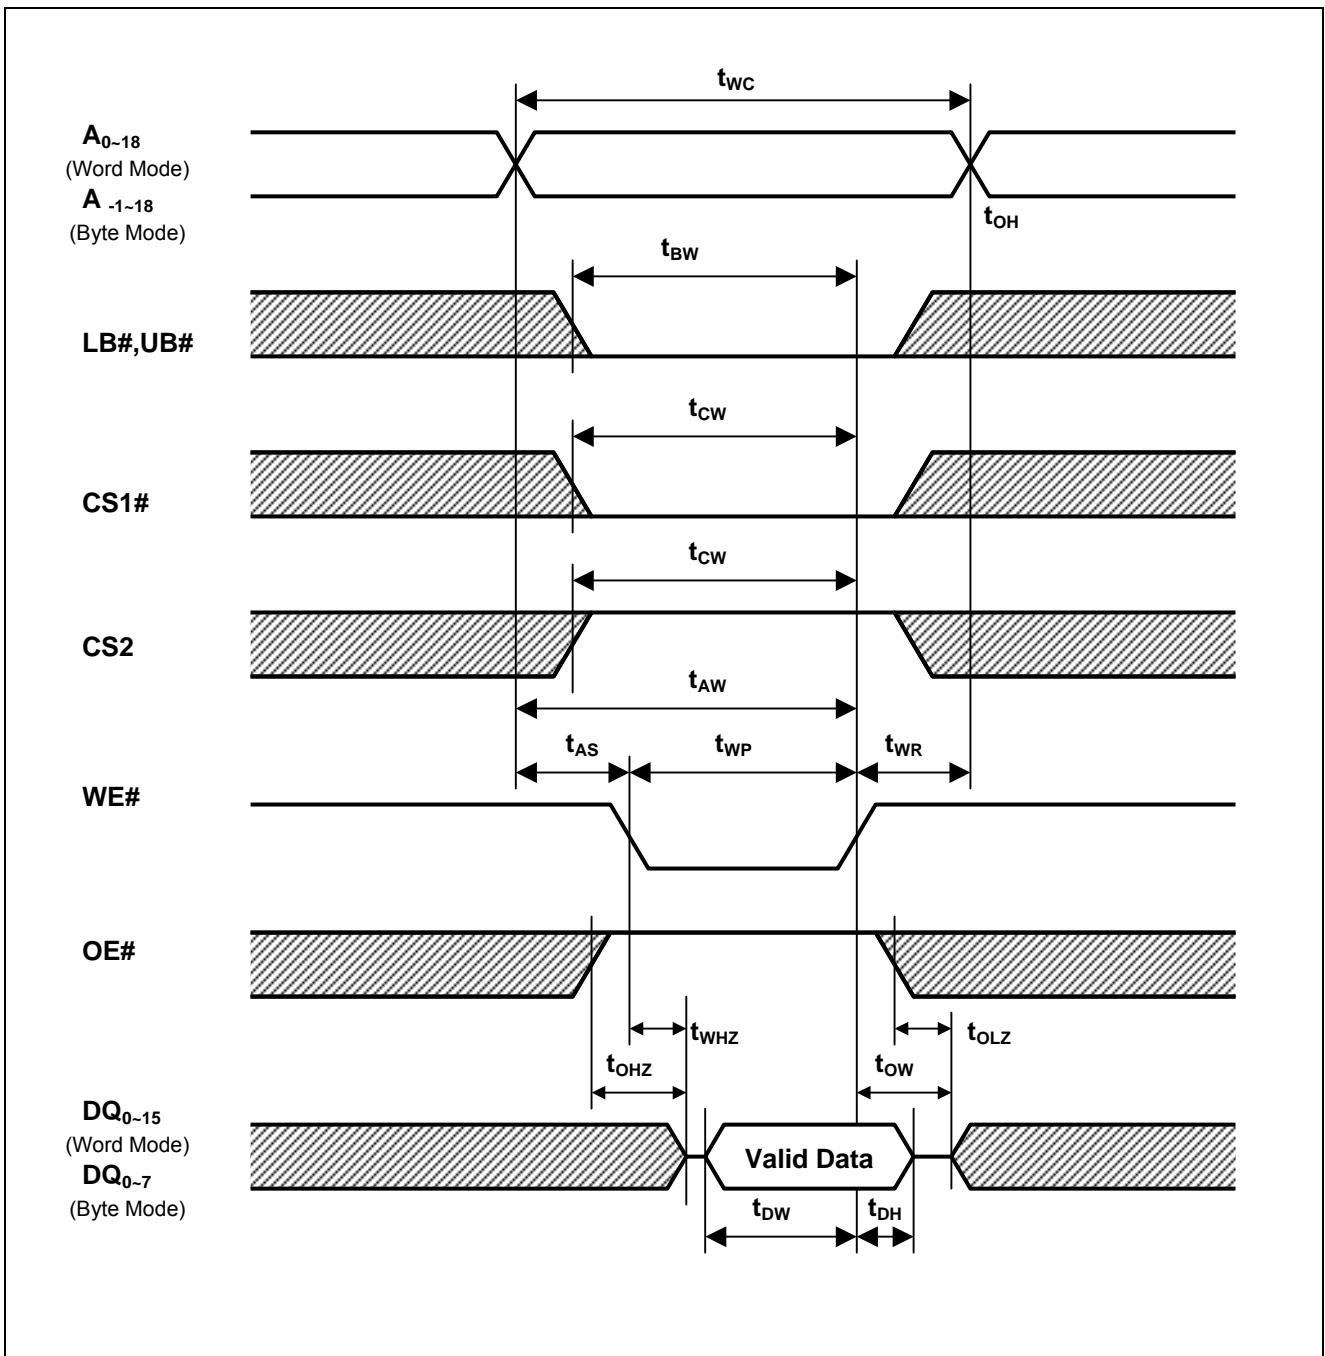 tWC
A0~18
(Word Mode)
A -1~18
(Byte Mode)
tOH
tBW
LB#,UB#
tCW
CS1#
tCW
CS2
tAW
tAS
tWP
tWR
WE#
OE#
tWHZ
tOLZ
tOHZ
tOW
DQ0~15
(Word Mode)
DQ0~7
(Byte Mode)
Valid Data
tDW
tDH